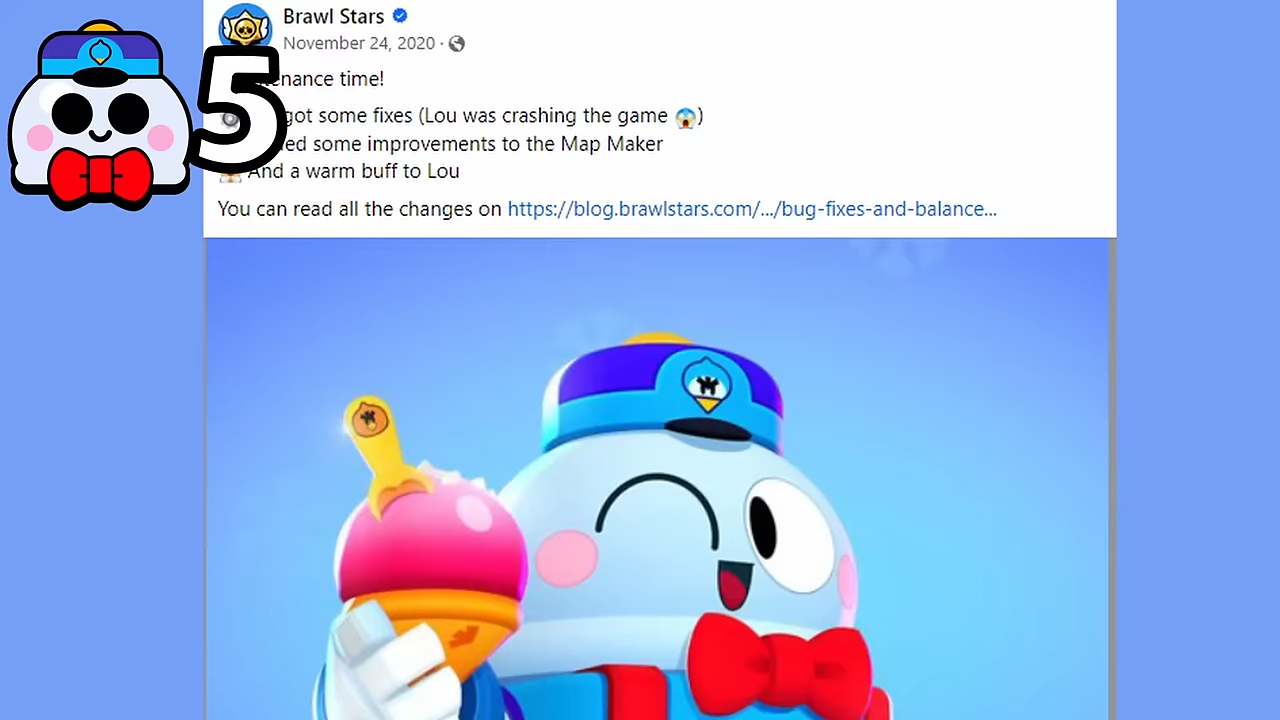 Brawl Stars
November 24, 2020
5
time!
got some fixes (Lou was crashing the game 😱)
some improvements to the Map Maker
And a warm buff to Lou
You can read all the changes on https://blog.brawlstars.com/.../bug-fixes-and-balance...